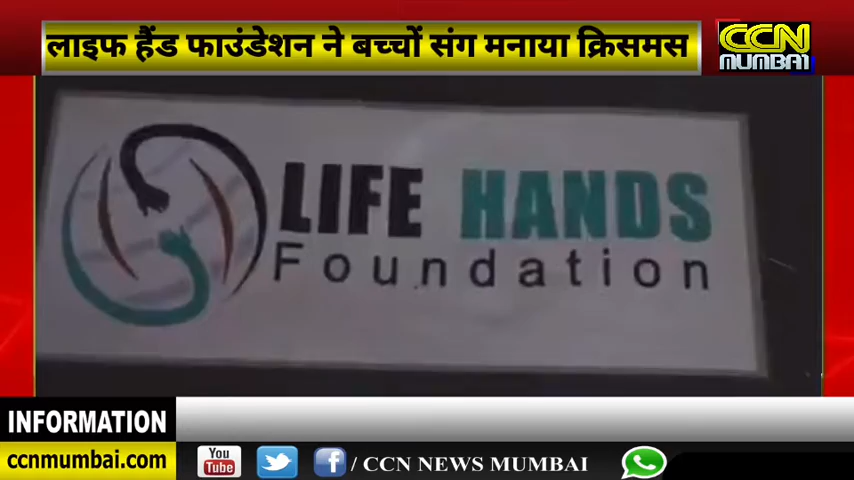 लाइफ हैंड फाउंडेशन ने बच्चों संग मनाया क्रिसमस
CCN
MUMBAI
LIFE HANDS
Foundation
INFORMATION
ccnmumbai.com
You
Tube
/ CCN NEWS MUMBAI